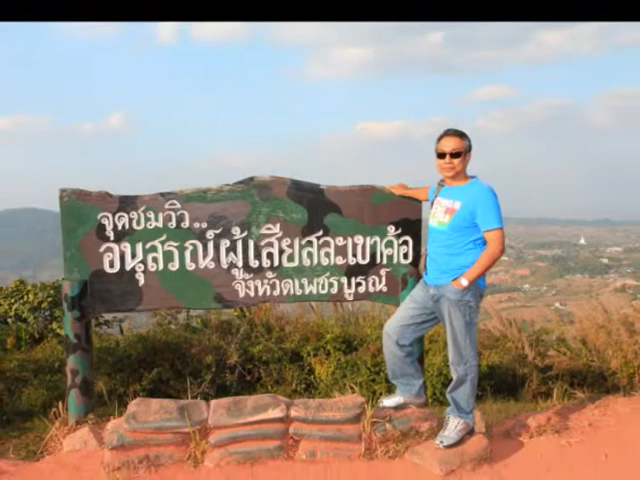 จุดชมวิว..
อนุสรณ์ผู้เสียสละเขาค้อ
จังหวัดเพชรบูรณ์